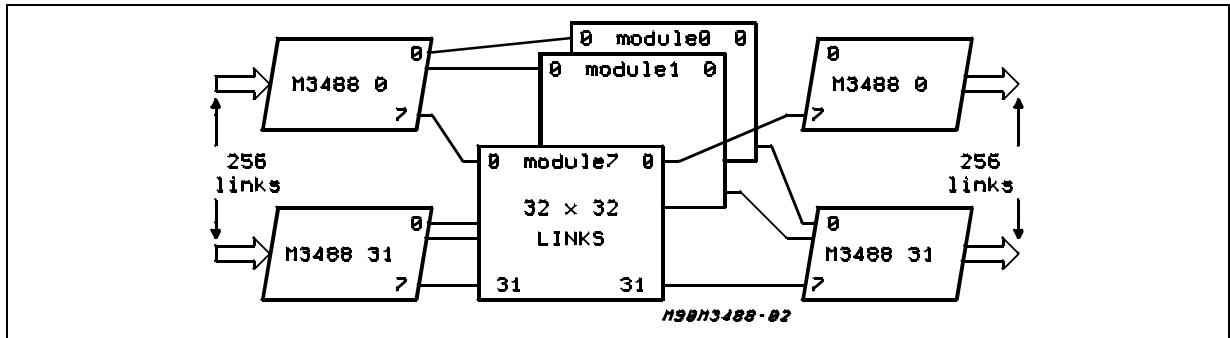 0 module0 0
0 module1 0
0
M3488 0
7
0
M3488 0
7
256
links
0 module7 0
32 × 32
LINKS
31 31
256
links
0
M3488 31
7
0
M3488 31
7
M90M3488-02